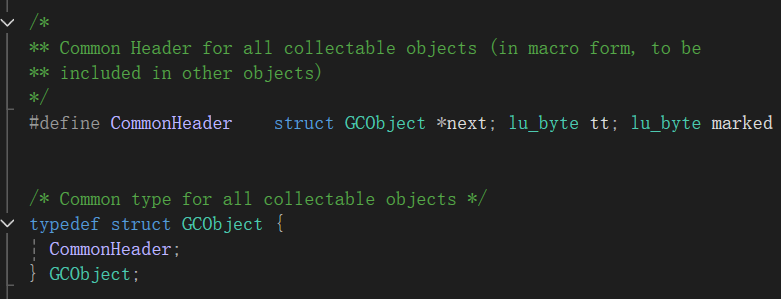 /*
** Common Header for all collectable objects (in macro form, to be
** included in other objects)
*/
#define CommonHeader    struct GCObject *next; lu_byte tt; lu_byte marked
/* Common type for all collectable objects */
typedef struct GCObject {
  CommonHeader;
} GCObject;